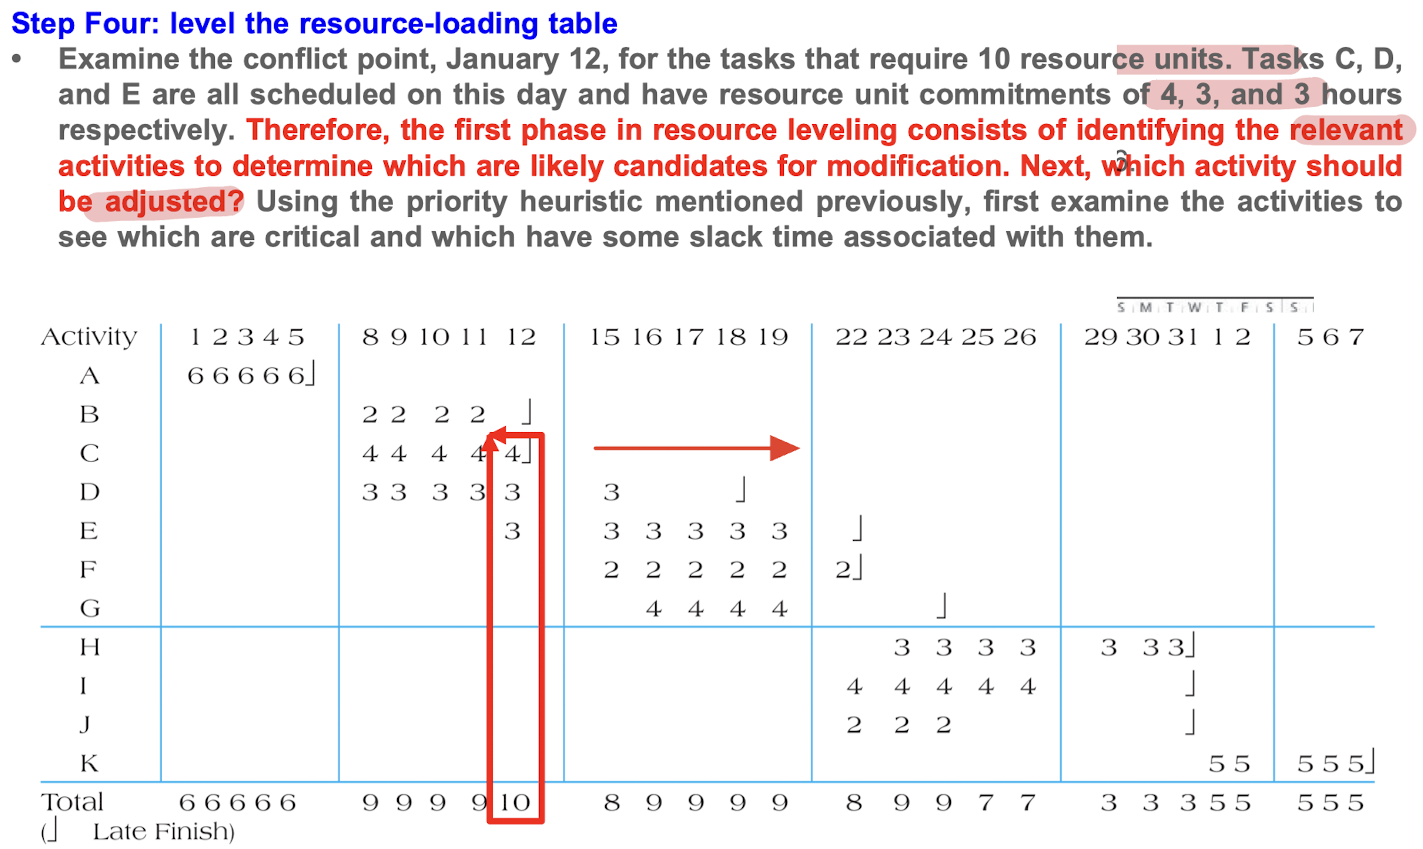 Step Four: level the resource-loading table
• Examine the conflict point, January 12, for the tasks that require 10 resource units. Tasks C, D,
and E are all scheduled on this day and have resource unit commitments of 4, 3, and 3 hours
respectively. Therefore, the first phase in resource leveling consists of identifying the relevant
activities to determine which are likely candidates for modification. Next, which activity should
be adjusted? Using the priority heuristic mentioned previously, first examine the activities to
see which are critical and which have some slack time associated with them.
S M T W T F S S
Activity 1 2 3 4 5 8 9 10 11 12 15 16 17 18 19 22 23 24 25 26 29 30 31 1 2 5 6 7
A 6 6 6 6 6⌋
B 2 2 2 2 ⌋
C 4 4 4 4 4⌋
D 3 3 3 3 3 3 ⌋
E 3 3 3 3 3 3 ⌋
F 2 2 2 2 2 2⌋
G 4 4 4 4 ⌋
H 3 3 3 3 3 3 3⌋
I 4 4 4 4 4 ⌋
J 2 2 2 ⌋
K 5 5 5 5 5⌋
Total 6 6 6 6 6 9 9 9 9 10 8 9 9 9 9 8 9 9 7 7 3 3 3 5 5 5 5 5
(⌋ Late Finish)